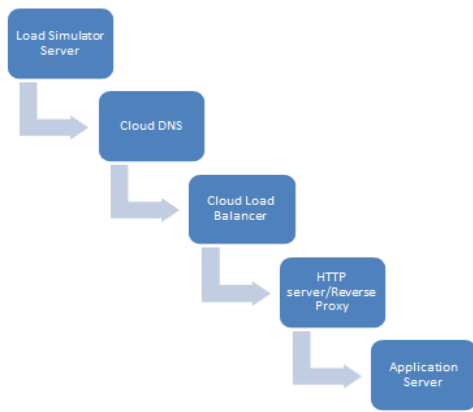 Load Simulator
Server
Cloud DNS
Cloud Load
Balancer
HTTP
server/Reverse
Proxy
Application
Server